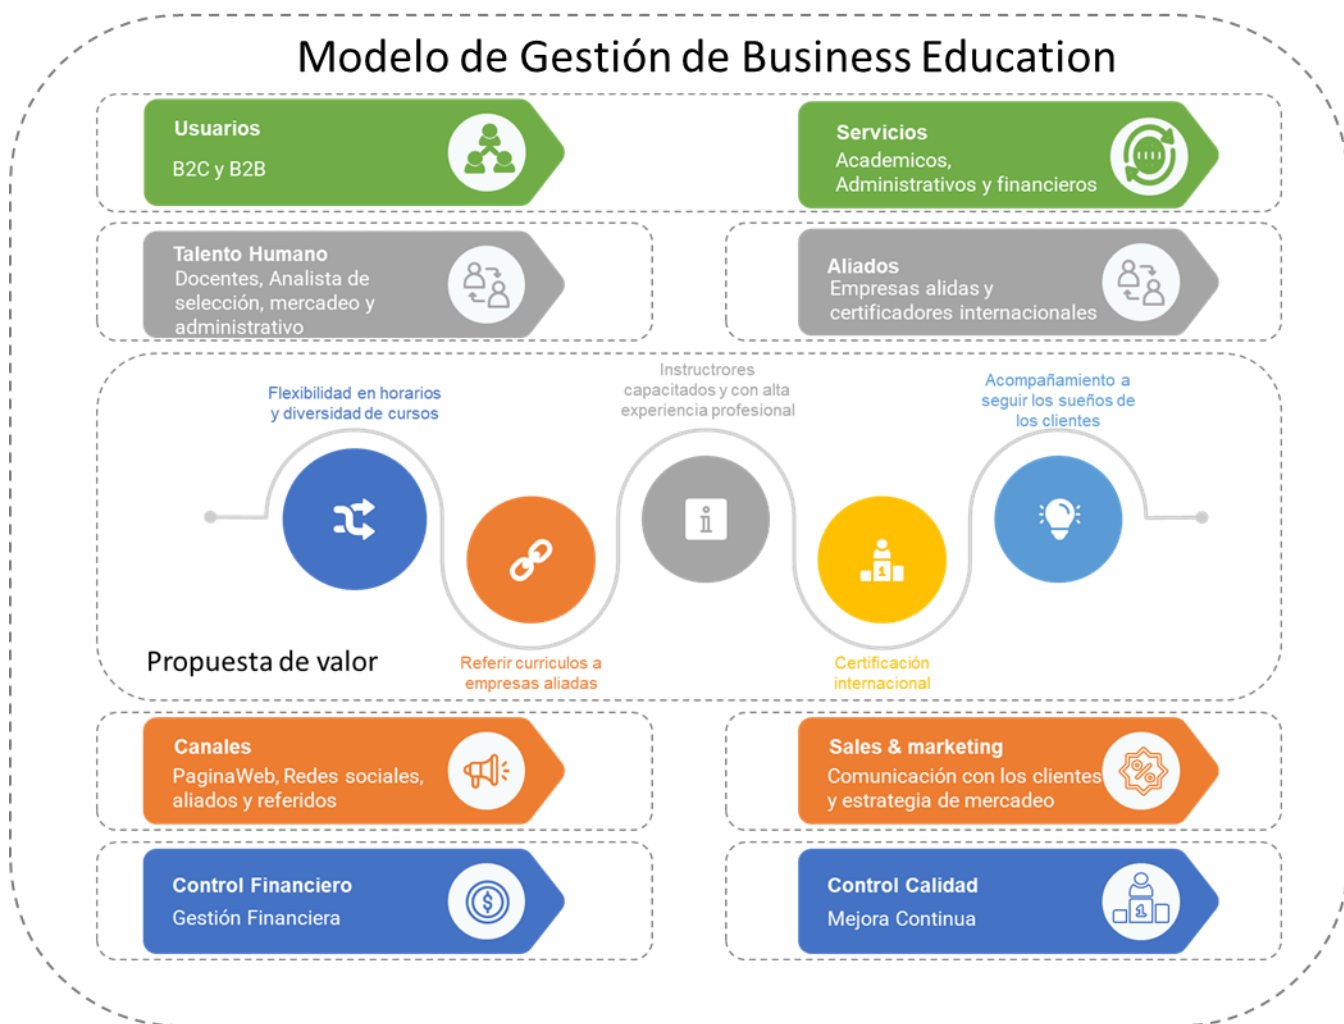 Modelo de Gestión de Business Education
Usuarios
B2C y B2B
Servicios
Academicos,
Administrativos y financieros
Talento Humano
Docentes, Analista de
selección, mercadeo y
administrativo
Aliados
Empresas alidas y
certificadores internacionales
Flexibilidad en horarios
y diversidad de cursos
Instructrores
capacitados y con alta
experiencia profesional
Acompañamiento a
seguir los sueños de
los clientes
Propuesta de valor
Referir curriculos a
empresas aliadas
Certificación
internacional
Canales
PaginaWeb, Redes sociales,
aliados y referidos
Sales & marketing
Comunicación con los clientes
y estrategia de mercadeo
Control Financiero
Gestión Financiera
Control Calidad
Mejora Continua